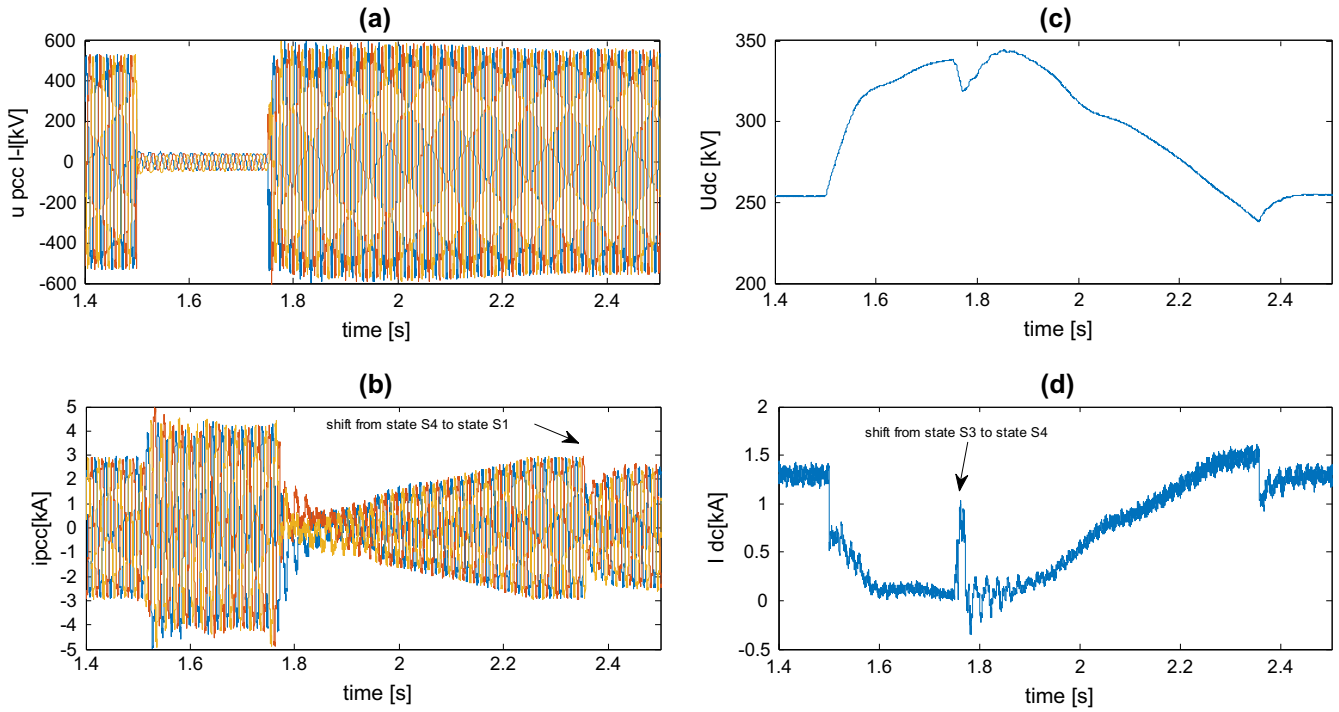 (a)
600
400
200
0
-200
-400
-600
u pcc l-l[kV]
1.4 1.6 1.8 2 2.2 2.4
time [s]
(c)
350
300
250
200
Udc [kV]
1.4 1.6 1.8 2 2.2 2.4
time [s]
(b)
5
4
3
2
1
0
-1
-2
-3
-4
-5
ipcc[kA]
shift from state S4 to state S1
1.4 1.6 1.8 2 2.2 2.4
time [s]
(d)
2
1.5
1
0.5
0
-0.5
I dc[kA]
shift from state S3 to state S4
1.4 1.6 1.8 2 2.2 2.4
time [s]